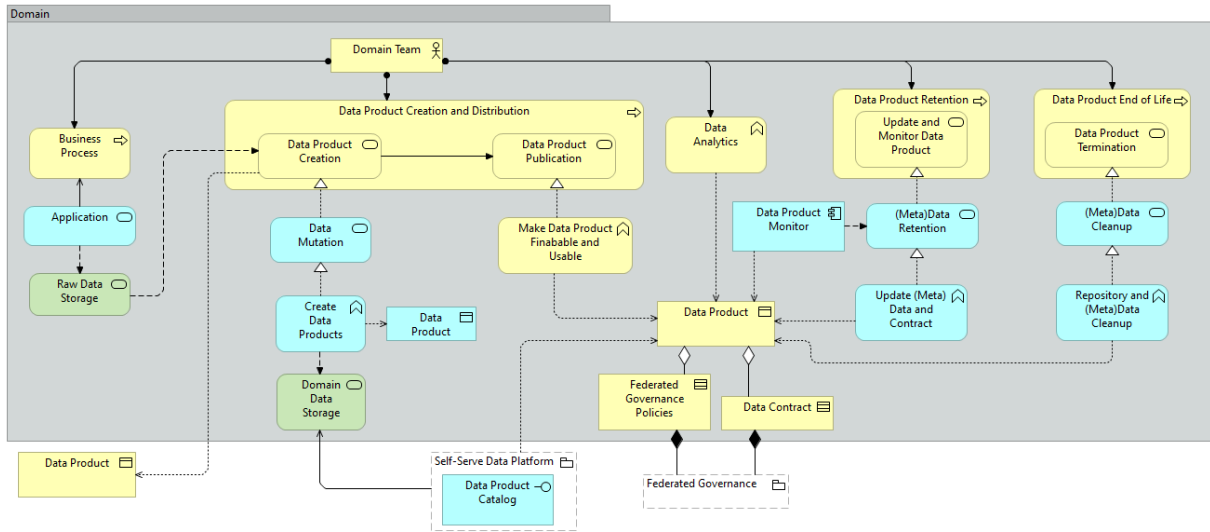 Domain
Domain Team
Data Product Creation and Distribution
Data Product Retention
Data Product End of Life
Business
Process
Data Product
Creation
Data Product
Publication
Data
Analytics
Update and
Monitor Data
Product
Data Product
Termination
Application
Data
Mutation
Make Data Product
Finabable and
Usable
Data Product
Monitor
(Meta)Data
Retention
(Meta)Data
Cleanup
Raw Data
Storage
Create
Data
Products
Data
Product
Data Product
Update (Meta)
Data and
Contract
Repository and
(Meta)Data
Cleanup
Domain
Data
Storage
Federated
Governance
Policies
Data Contract
Data Product
Self-Serve Data Platform
Data Product
Catalog
Federated Governance